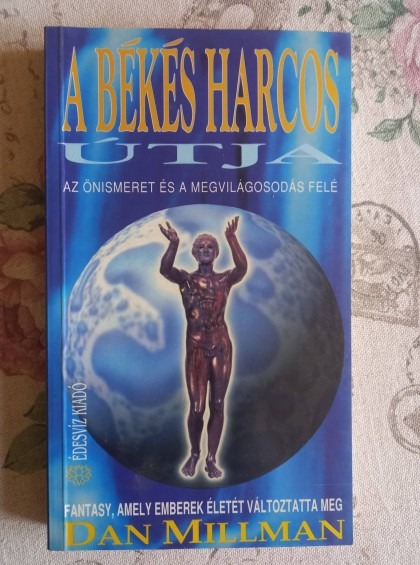 A BÉKÉS HARCOS
ÚTJA
AZ ÖNISMERET ÉS A MEGVILÁGOSODÁS FELÉ
ÉDESVÍZ KIADÓ
FANTASY, AMELY EMBEREK ÉLETÉT VÁLTOZTATTA MEG
DAN MILLMAN